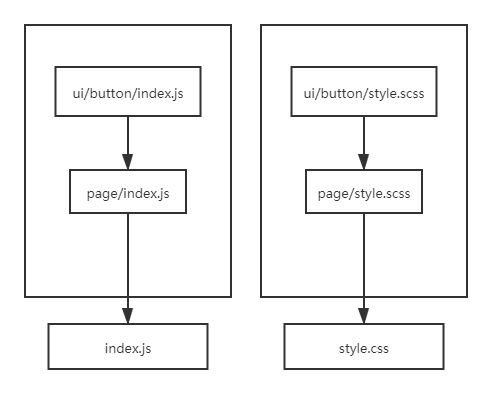 ui/button/index.js
page/index.js
index.js
ui/button/style.scss
page/style.scss
style.css